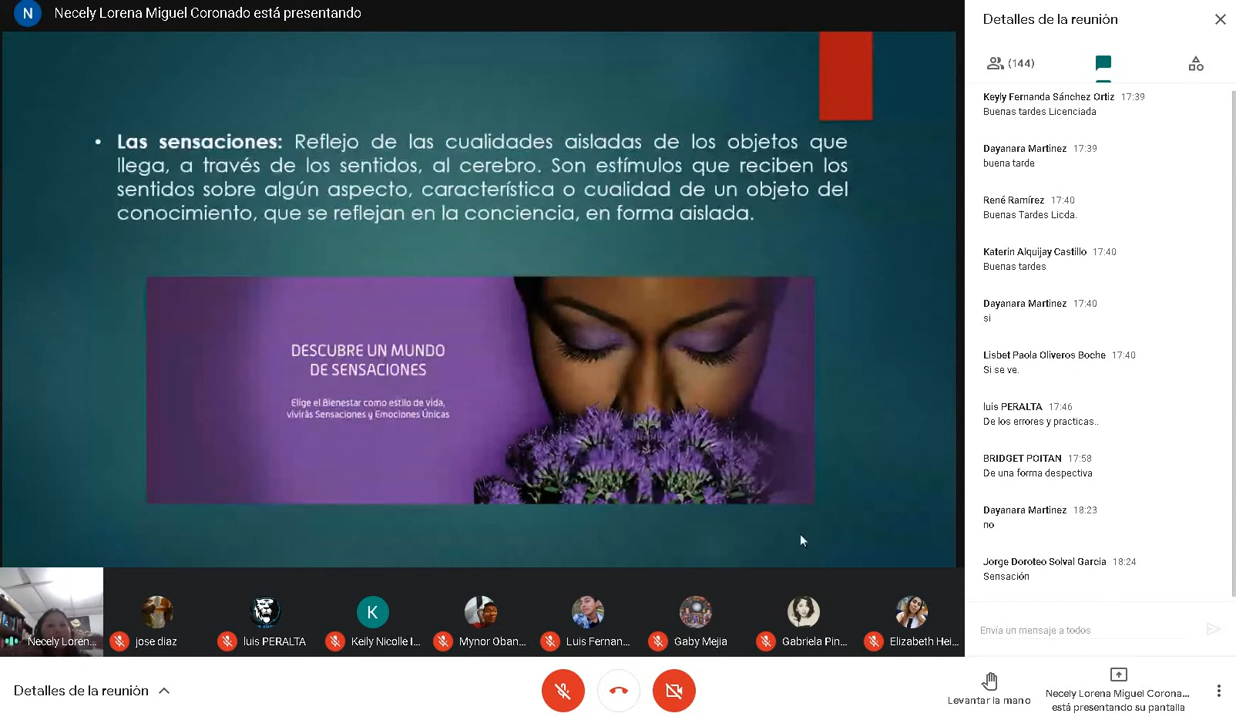 N
Necely Lorena Miguel Coronado está presentando
• Las sensaciones: Reflejo de las cualidades aisladas de los objetos que
llega, a través de los sentidos, al cerebro. Son estímulos que reciben los
sentidos sobre algún aspecto, característica o cualidad de un objeto del
conocimiento, que se reflejan en la conciencia, en forma aislada.
DESCUBRE UN MUNDO
DE SENSACIONES
Elige el Bienestar como estilo de vida,
vivirás Sensaciones y Emociones Únicas
Necely Loren...
jose diaz
luis PERALTA
K
Keily Nicolle I...
Mynor Oban...
Luis Fernan...
Gaby Mejia
Gabriela Pin...
Elizabeth Hei...
Detalles de la reunión
(144)
Keyly Fernanda Sánchez Ortiz 17:39
Buenas tardes Licenciada
Dayanara Martinez 17:39
buena tarde
René Ramírez 17:40
Buenas Tardes Licda.
Katerin Alquijay Castillo 17:40
Buenas tardes
Dayanara Martinez 17:40
si
Lisbet Paola Oliveros Boche 17:40
Si se ve.
luis PERALTA 17:46
De los errores y practicas..
BRIDGET POITAN 17:58
De una forma despectiva
Dayanara Martinez 18:23
no
Jorge Doroteo Solval Garcia 18:24
Sensación
Envía un mensaje a todos
Detalles de la reunión
Levantar la mano
Necely Lorena Miguel Corona...
está presentando su pantalla